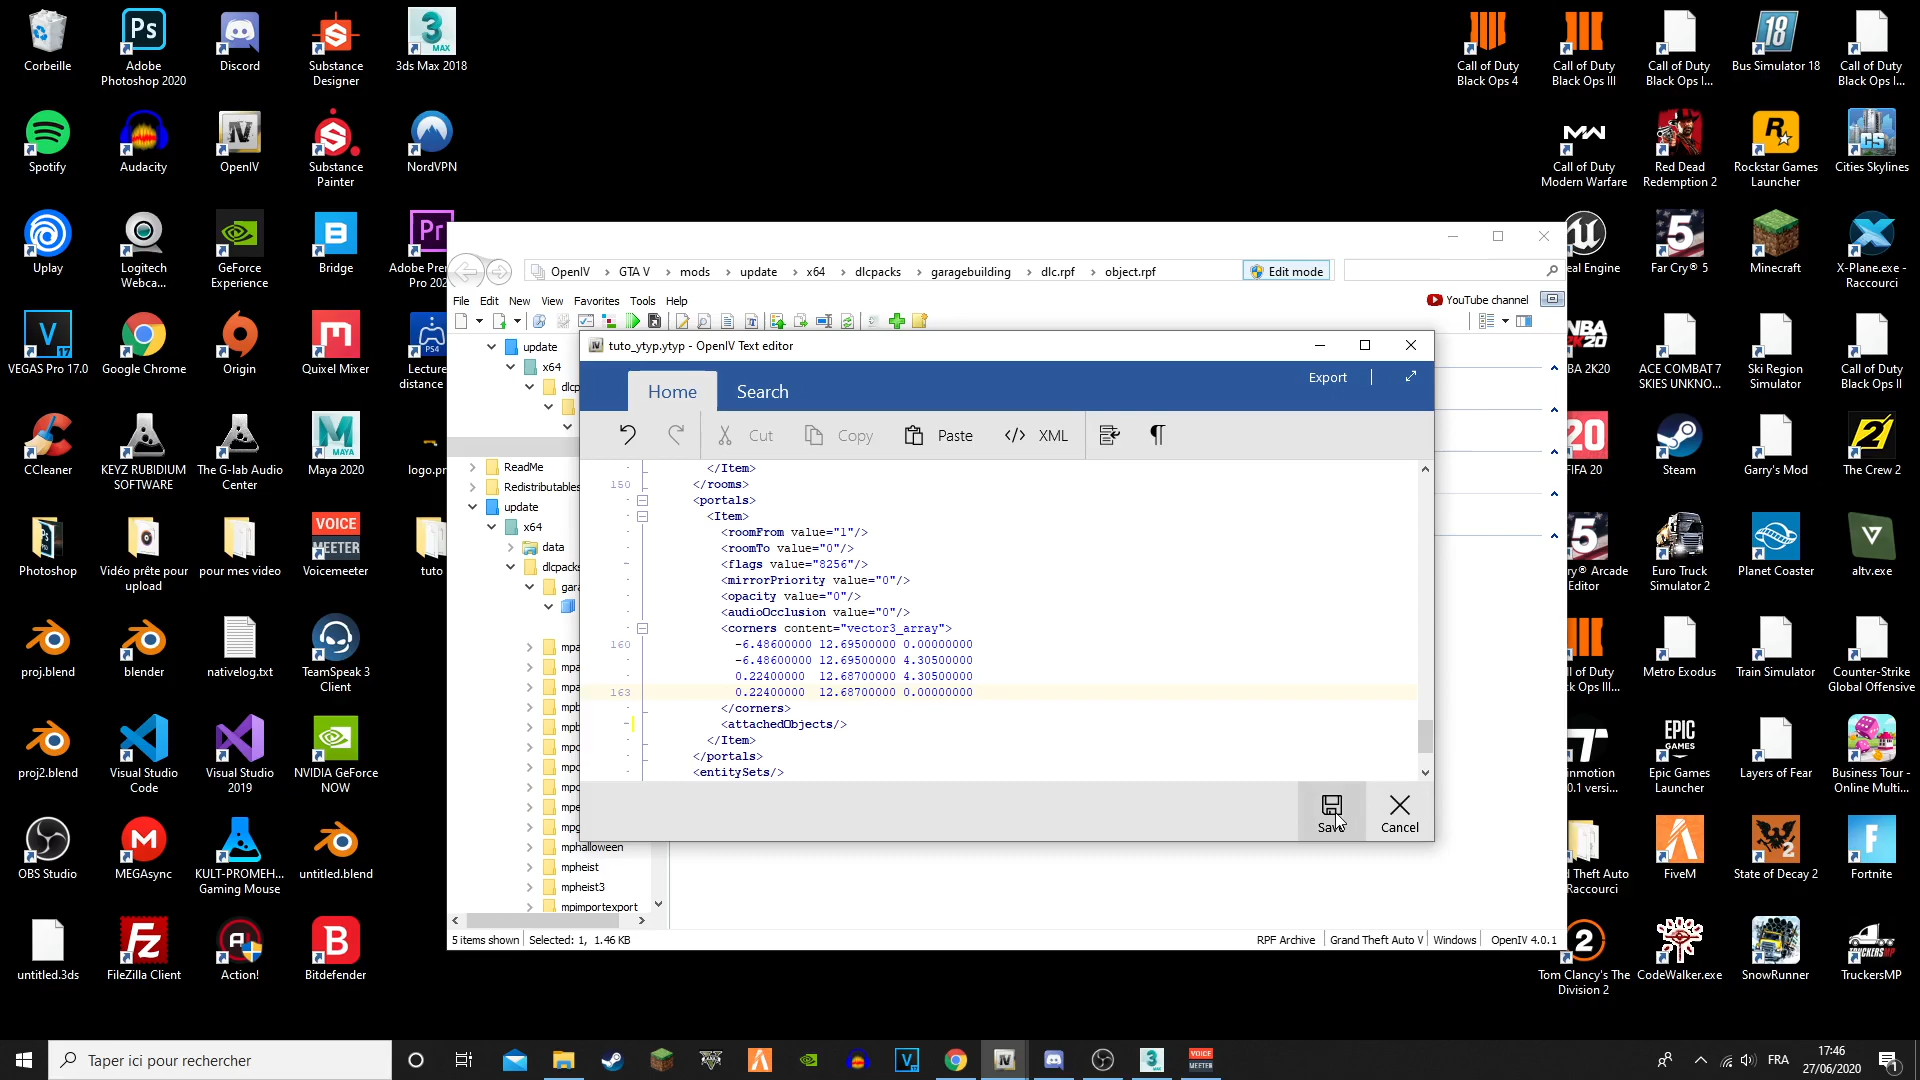 Corbeille
Adobe
Photoshop 2020
Discord
Substance
Designer
3ds Max 2018
Spotify
Audacity
OpenIV
Substance
Painter
NordVPN
Uplay
Logitech
Webca...
GeForce
Experience
Bridge
VEGAS Pro 17.0
Google Chrome
Origin
Quixel Mixer
Lecture
distance
CCleaner
KEYZ RUBIDIUM
SOFTWARE
The G-lab Audio
Center
Maya 2020
Photoshop
Vidéo prête pour
upload
pour mes video
Voicemeeter
tuto
proj.blend
blender
nativelog.txt
TeamSpeak 3
Client
proj2.blend
Visual Studio
Code
Visual Studio
2019
NVIDIA GeForce
NOW
OBS Studio
MEGAsync
KULT-PROMEH...
Gaming Mouse
untitled.blend
untitled.3ds
FileZilla Client
Action!
Bitdefender
Call of Duty
Black Ops 4
Call of Duty
Black Ops III
Call of Duty
Black Ops I...
Bus Simulator 18
Call of Duty
Black Ops I...
Call of Duty
Modern Warfare
Red Dead
Redemption 2
Rockstar Games
Launcher
Cities Skylines
Far Cry® 5
Minecraft
X-Plane.exe -
Raccourci
ACE COMBAT 7
SKIES UNKNO...
Ski Region
Simulator
Call of Duty
Black Ops II
FIFA 20
Steam
Garry's Mod
The Crew 2
Euro Truck
Simulator 2
Planet Coaster
altv.exe
Metro Exodus
Train Simulator
Counter-Strike
Global Offensive
Epic Games
Launcher
Layers of Fear
Business Tour -
Online Multi...
FiveM
State of Decay 2
Fortnite
Tom Clancy's The
Division 2
CodeWalker.exe
SnowRunner
TruckersMP
OpenIV > GTA V > mods > update > x64 > dlcpacks > garagebuilding > dlc.rpf > object.rpf
Edit mode
File Edit New View Favorites Tools Help
YouTube channel
update
x64
ReadMe
Redistributables
update
x64
data
dlcpacks
mphalloween
mpheist
mpheist3
mpimportexport
5 items shown
Selected: 1, 1.46 KB
RPF Archive
Grand Theft Auto V
Windows
OpenIV 4.0.1
tuto_ytyp.ytyp - OpenIV Text editor
Home
Search
Export
Cut
Copy
Paste
XML
</Item>
150 </rooms>
<portals>
<Item>
<roomFrom value="1"/>
<roomTo value="0"/>
<flags value="8256"/>
<mirrorPriority value="0"/>
<opacity value="0"/>
<audioOcclusion value="0"/>
<corners content="vector3_array">
160 -6.48600000 12.69500000 0.00000000
-6.48600000 12.69500000 4.30500000
0.22400000 12.68700000 4.30500000
163 0.22400000 12.68700000 0.00000000
</corners>
<attachedObjects/>
</Item>
</portals>
<entitySets/>
Save
Cancel
Taper ici pour rechercher
FRA
17:46
27/06/2020